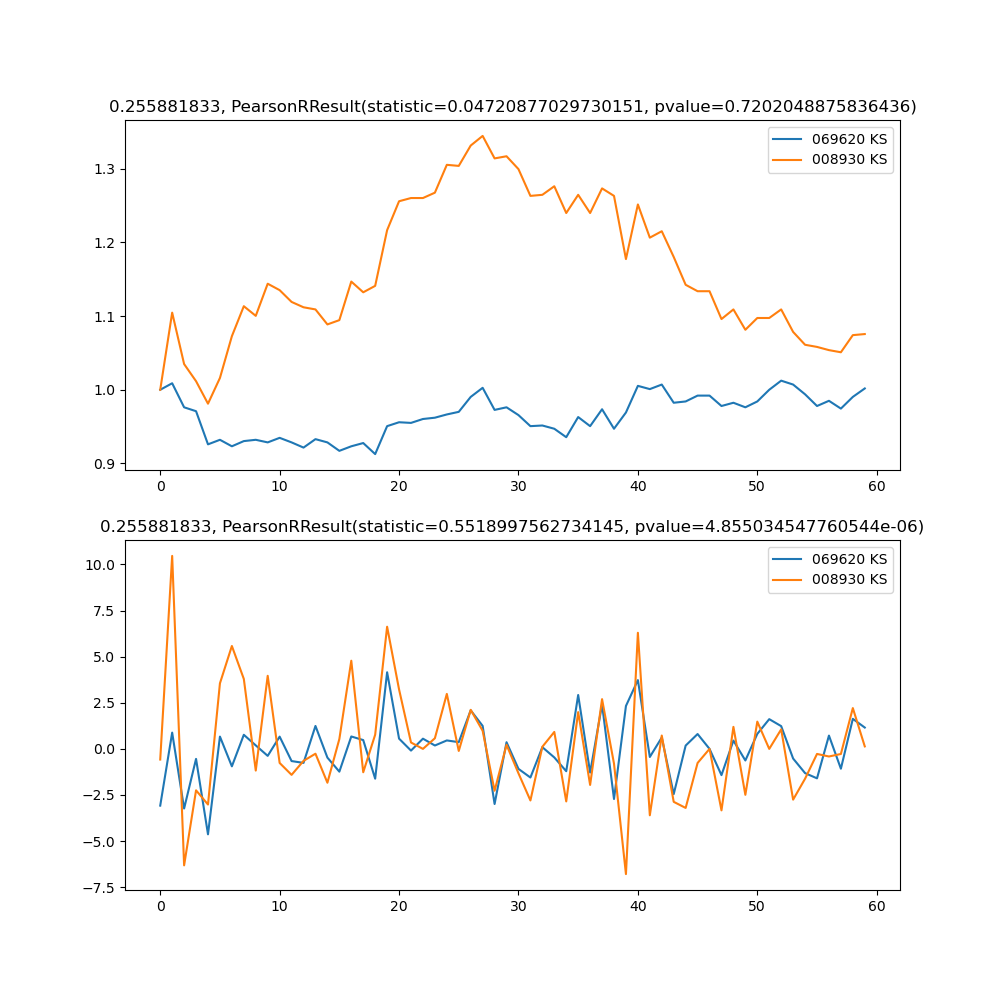 0.255881833, PearsonRResult(statistic=0.04720877029730151, pvalue=0.7202048875836436)
069620 KS
008930 KS
1.3
1.2
1.1
1.0
0.9
0 10 20 30 40 50 60
0.255881833, PearsonRResult(statistic=0.5518997562734145, pvalue=4.855034547760544e-06)
069620 KS
008930 KS
10.0
7.5
5.0
2.5
0.0
−2.5
−5.0
−7.5
0 10 20 30 40 50 60